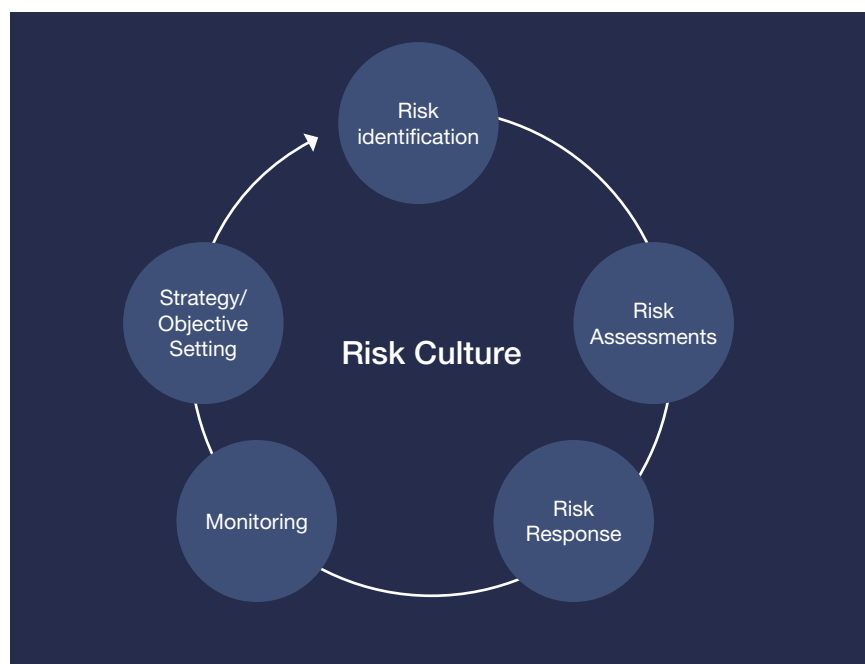 Risk
identification
Risk
Assessments
Risk
Response
Monitoring
Strategy/
Objective
Setting
Risk Culture